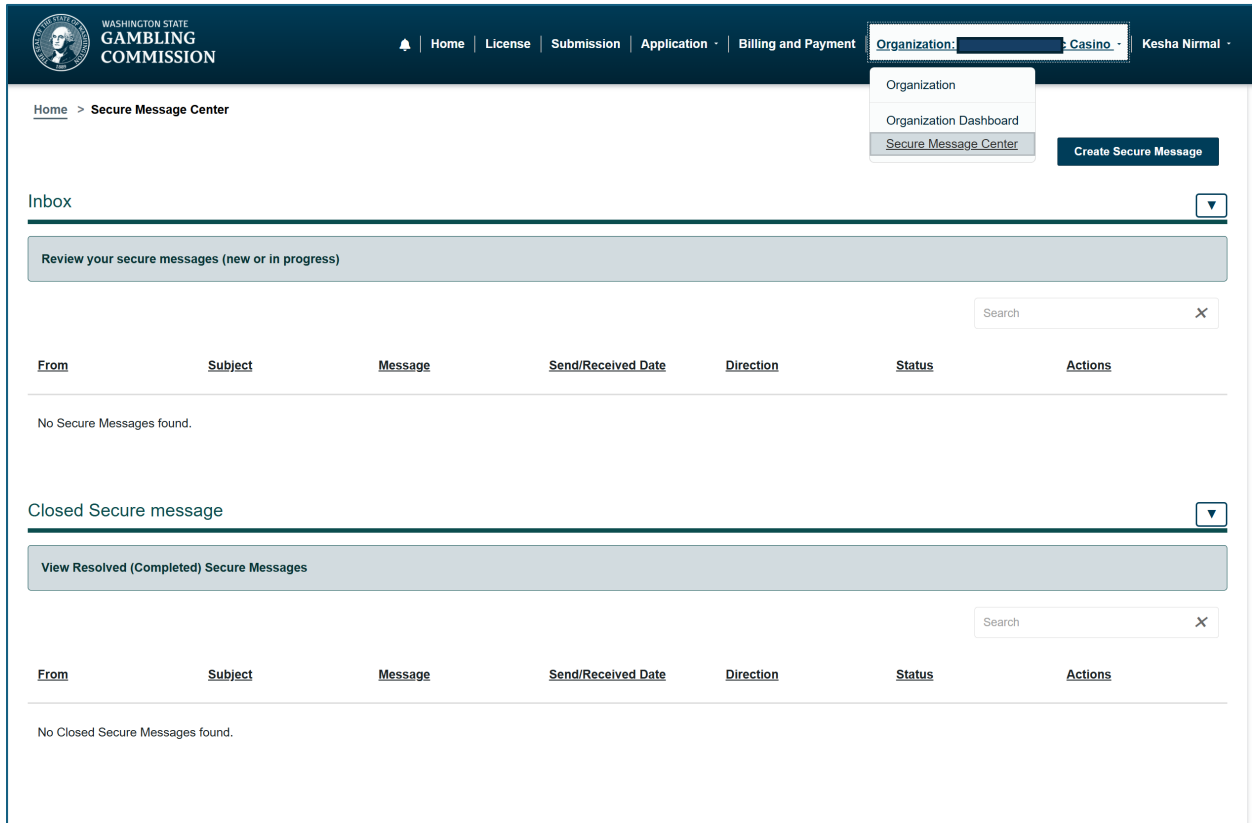 WASHINGTON STATE
GAMBLING
COMMISSION
Home | License | Submission | Application | Billing and Payment
Organization: Casino
Kesha Nirmal
Organization
Organization Dashboard
Secure Message Center
Home > Secure Message Center
Create Secure Message
Inbox
Review your secure messages (new or in progress)
Search
From Subject Message Send/Received Date Direction Status Actions
No Secure Messages found.
Closed Secure message
View Resolved (Completed) Secure Messages
Search
From Subject Message Send/Received Date Direction Status Actions
No Closed Secure Messages found.